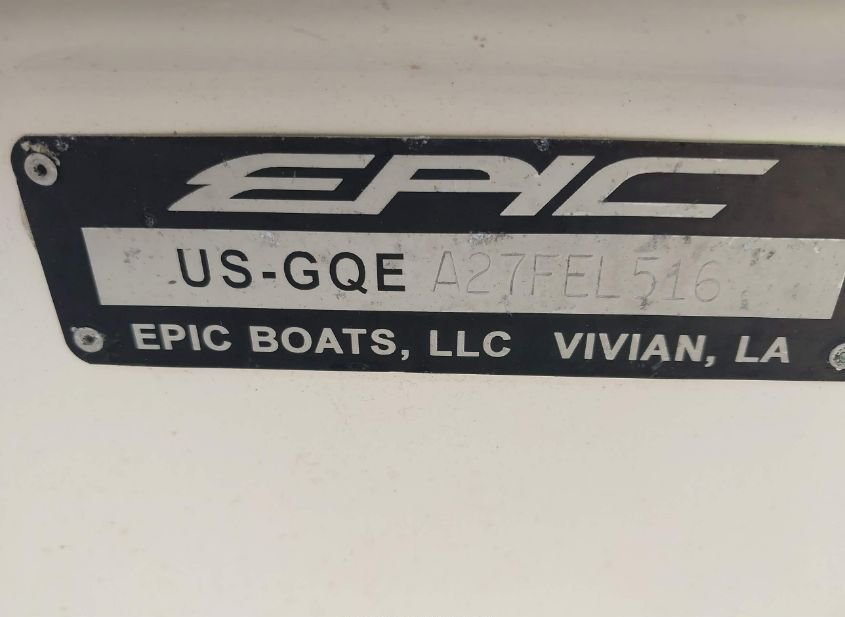 EPIC
US-GQE A27FEL516
EPIC BOATS, LLC VIVIAN, LA